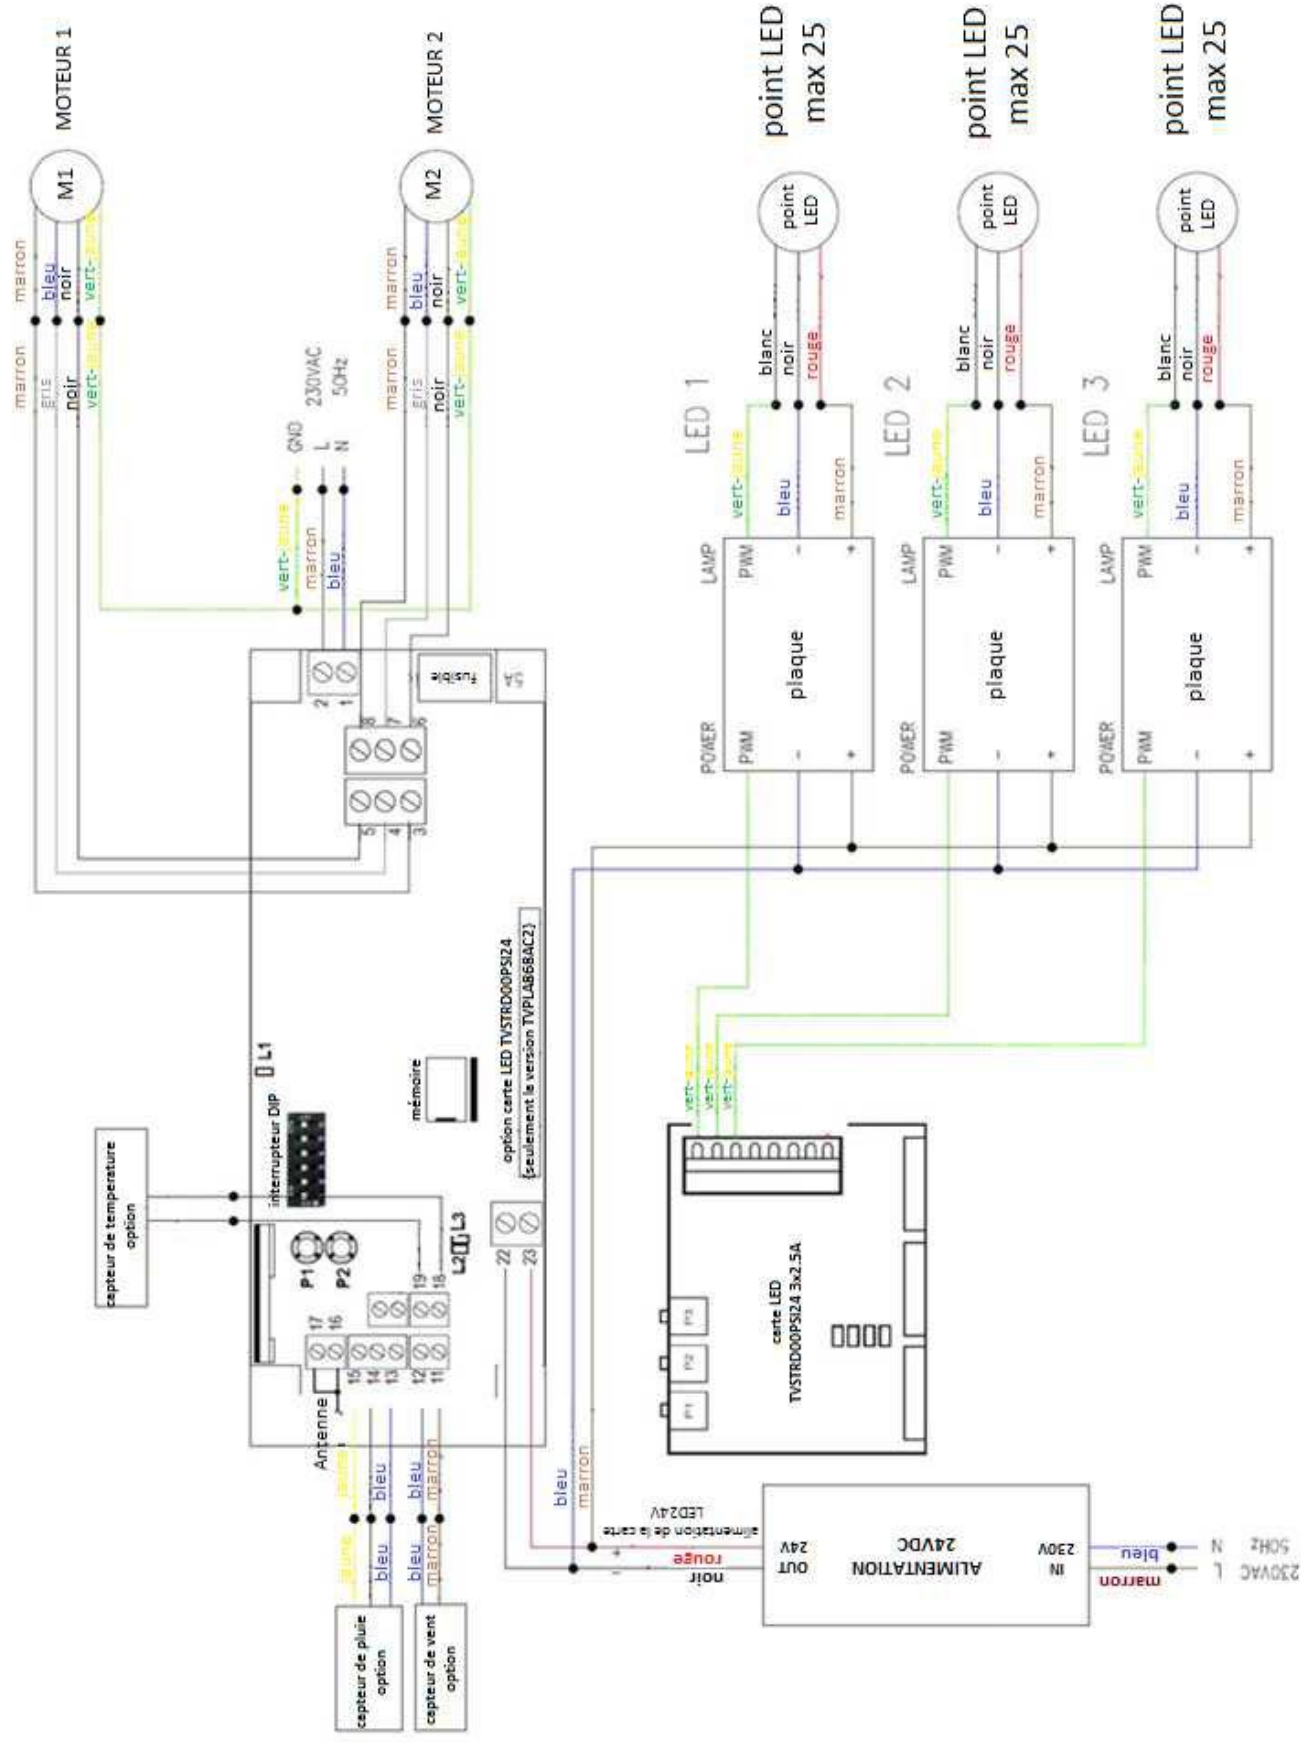 MOTEUR 1
MOTEUR 2
M1
M2
marron
bleu
noir
vert-jaune
marron
gris
noir
vert-jaune
marron
bleu
noir
vert-jaune
marron
gris
noir
vert-jaune
GND
L
N
230VAC
50Hz
vert-jaune
marron
bleu
2
1
fusible
8
7
6
5
4
3
L1
interrupteur DIP
mémoire
option carte LED TVSTRD00PSI24
(seulement le version TVPLA868AC2)
capteur de temperature
option
P1
P2
L2
L3
19
18
17
16
15
14
13
12
11
22
23
Antenne
jaune
bleu
bleu
marron
jaune
bleu
bleu
marron
capteur de pluie
option
capteur de vent
option
point LED
max 25
point LED
max 25
point LED
max 25
point
LED
point
LED
point
LED
LED 1
blanc
noir
rouge
vert-jaune
bleu
marron
LED 2
blanc
noir
rouge
vert-jaune
bleu
marron
LED 3
blanc
noir
rouge
vert-jaune
bleu
marron
LAMP
PWM
-
+
plaque
POWER
PWM
-
+
LAMP
PWM
-
+
plaque
POWER
PWM
-
+
LAMP
PWM
-
+
plaque
POWER
PWM
-
+
vert-jaune
vert-jaune
vert-jaune
P3
P2
P1
carte LED
TVSTRD00PSI24 3x2.5A
bleu
marron
alimentation de la carte
LED24V
+
-
rouge
noir
24V
OUT
ALIMENTATION
24VDC
230V
IN
bleu
marron
N
L
50Hz
230VAC